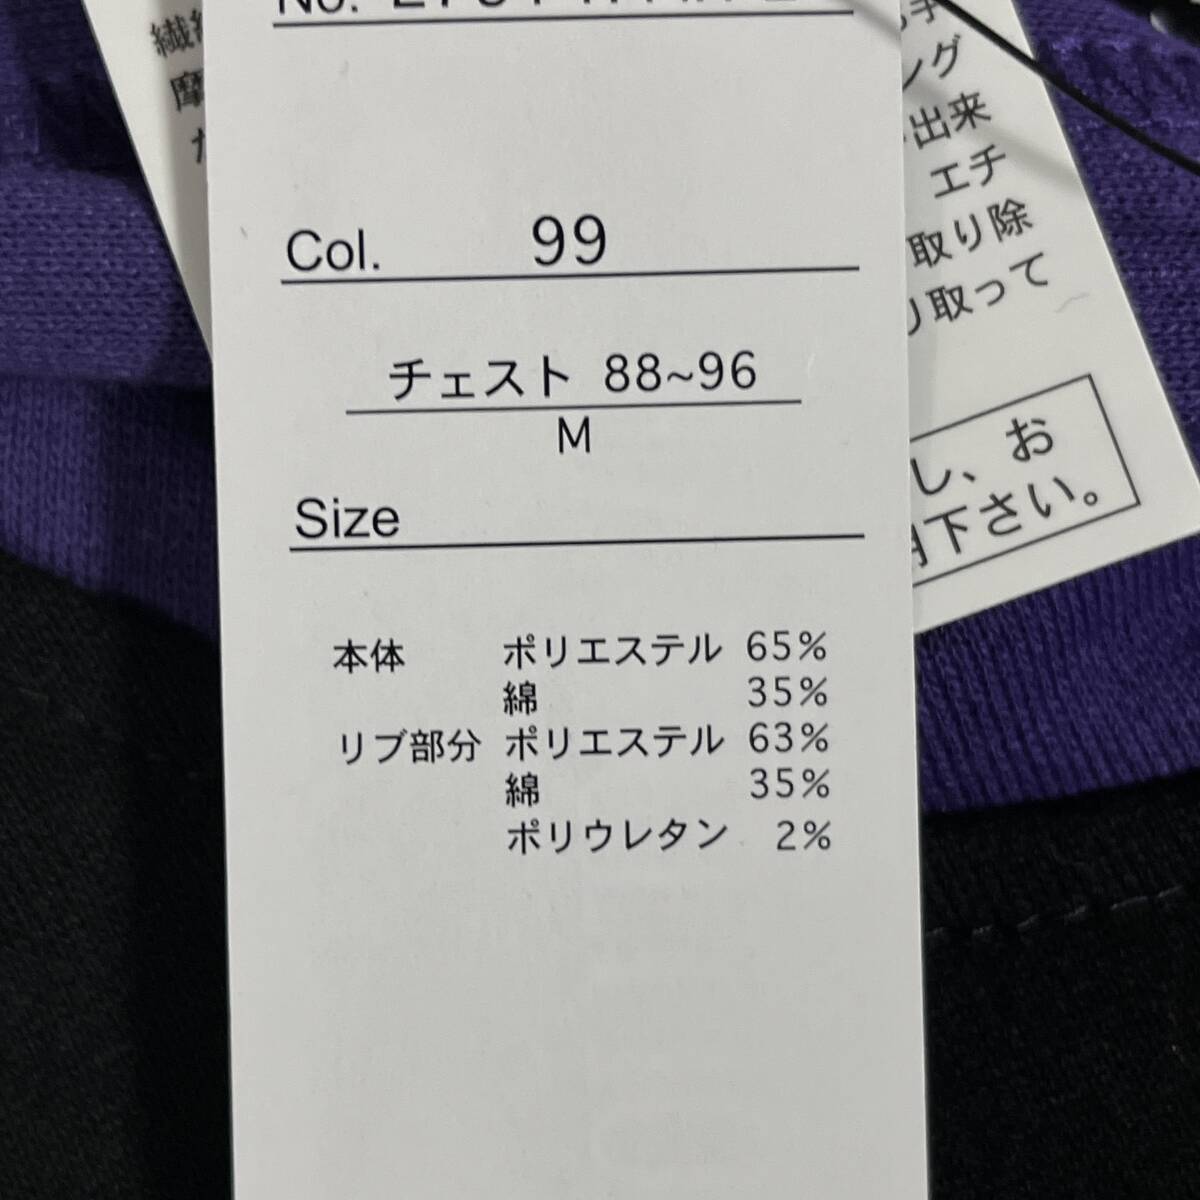 No.
Col. 99
チェスト 88~96
M
Size
本体 ポリエステル 65%
綿 35%
リブ部分 ポリエステル 63%
綿 35%
ポリウレタン 2%
ング
出来
エチ
取り除
り取って
し、お
下さい。